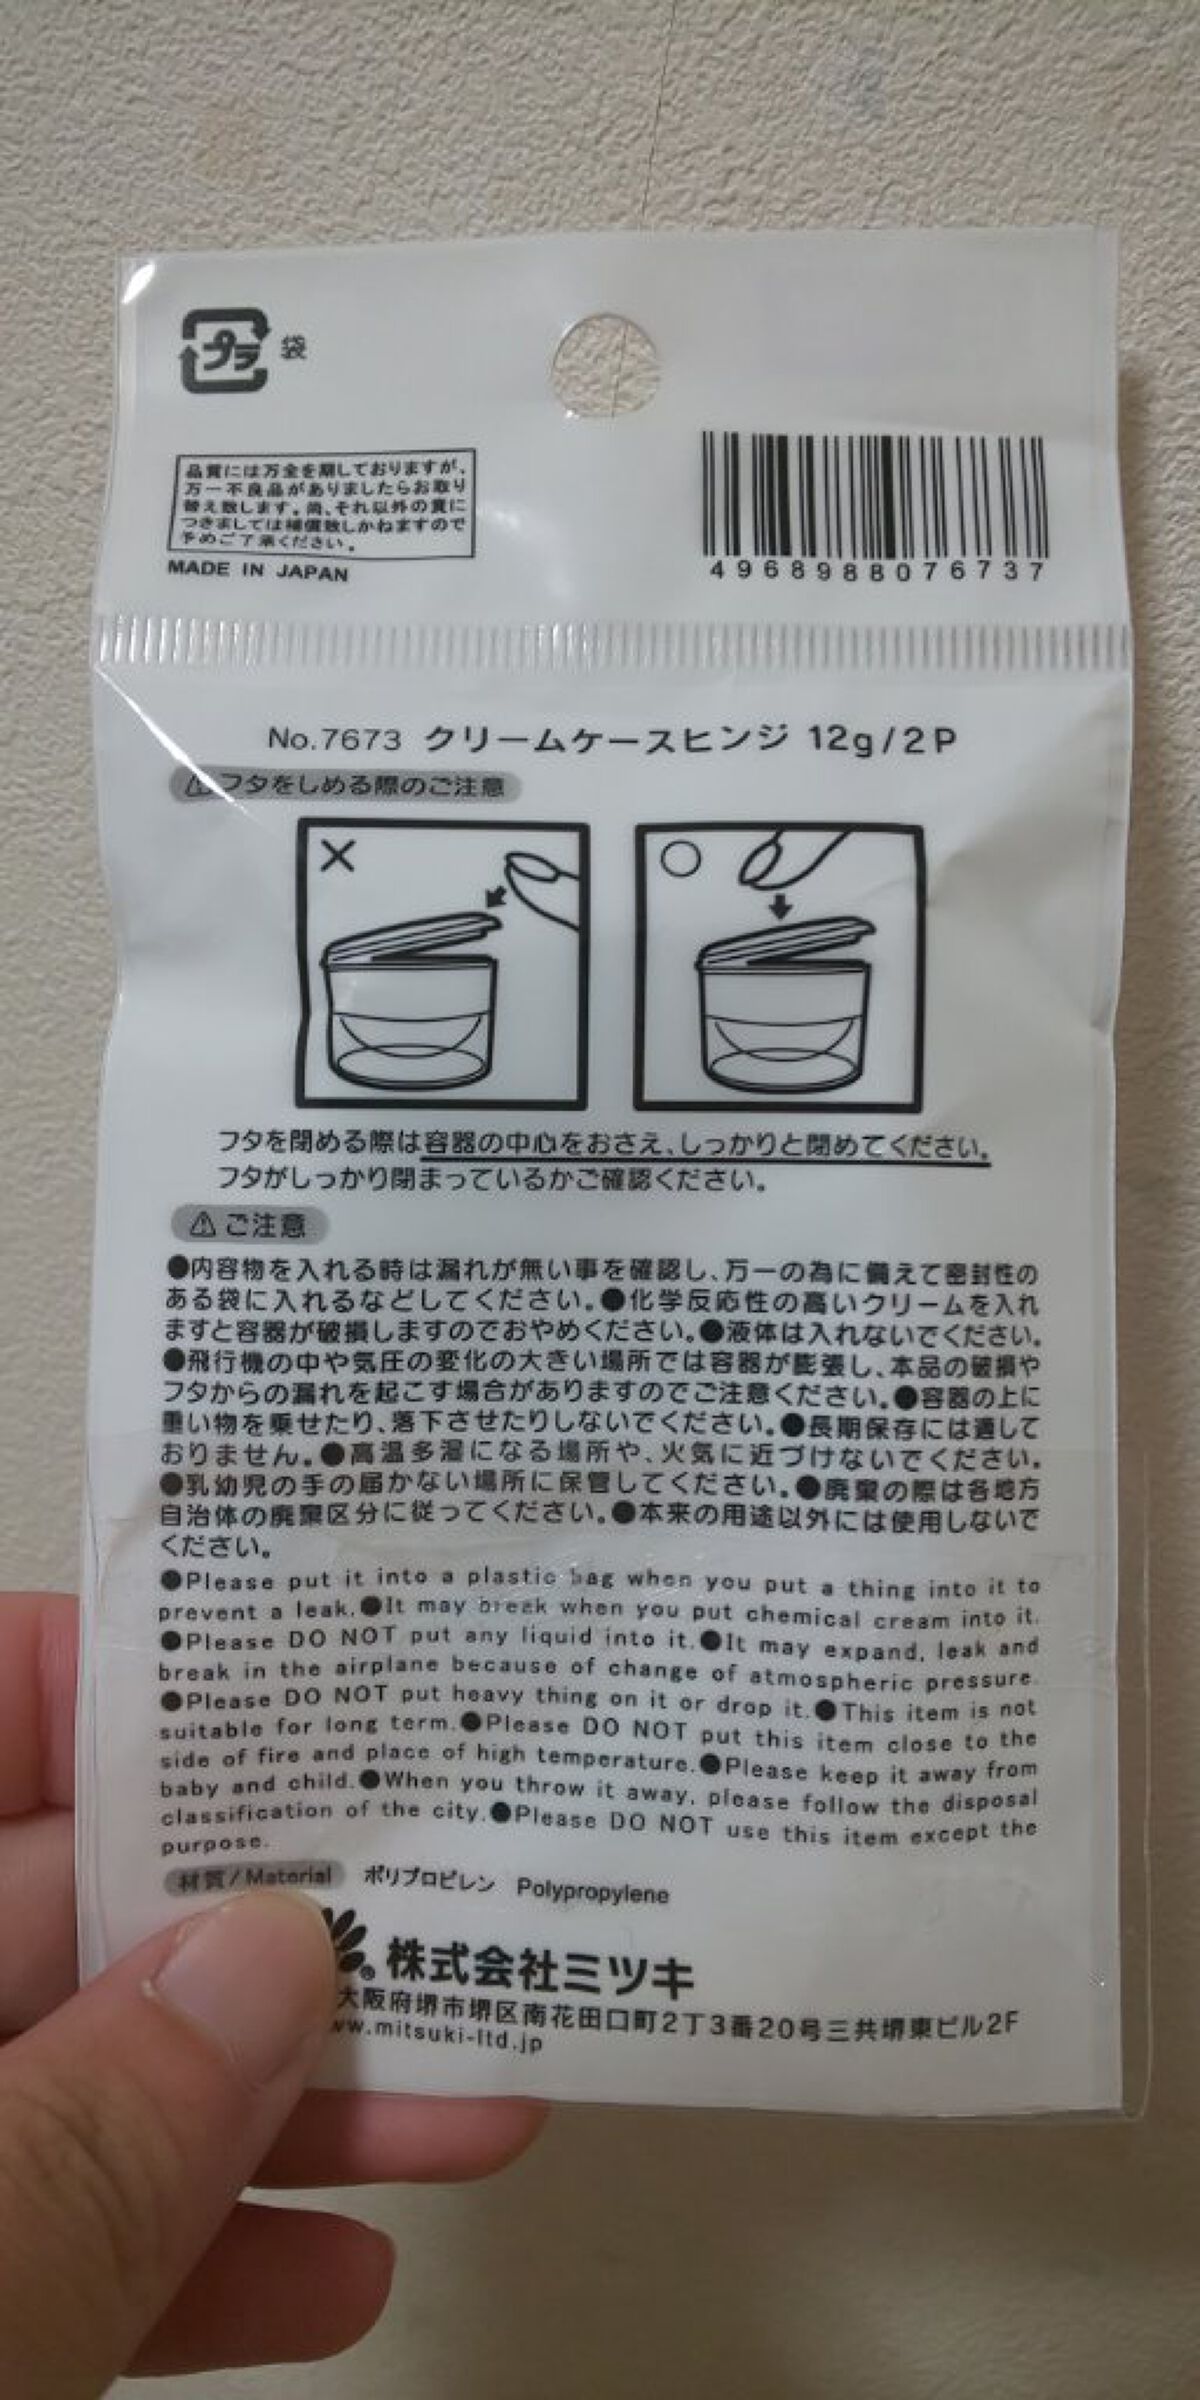 プラ 袋
品質には万全を期しておりますが、
万一不良品がありましたらお取り
替え致します。尚、それ以外の責に
つきましては補償致しかねますので
予めご了承ください。
MADE IN JAPAN
4968988076737
No.7673 クリームケースヒンジ 12g/2P
⚠フタをしめる際のご注意
フタを閉める際は容器の中心をおさえ、しっかりと閉めてください。
フタがしっかり閉まっているかご確認ください。
⚠ご注意
●内容物を入れる時は漏れが無い事を確認し、万一の為に備えて密封性の
ある袋に入れるなどしてください。●化学反応性の高いクリームを入れ
ますと容器が破損しますのでおやめください。●液体は入れないでください。
●飛行機の中や気圧の変化の大きい場所では容器が膨張し、本品の破損や
フタからの漏れを起こす場合がありますのでご注意ください。●容器の上に
重い物を乗せたり、落下させたりしないでください。●長期保存には適して
おりません。●高温多湿になる場所や、火気に近づけないでください。
●乳幼児の手の届かない場所に保管してください。●廃棄の際は各地方
自治体の廃棄区分に従ってください。●本来の用途以外には使用しないで
ください。
●Please put it into a plastic bag when you put a thing into it to
prevent a leak.●It may break when you put chemical cream into it.
●Please DO NOT put any liquid into it.●It may expand, leak and
break in the airplane because of change of atmospheric pressure.
●Please DO NOT put heavy thing on it or drop it.●This item is not
suitable for long term.●Please DO NOT put this item close to the
side of fire and place of high temperature.●Please keep it away from
baby and child.●When you throw it away, please follow the disposal
classification of the city.●Please DO NOT use this item except the
purpose.
材質/Material ポリプロピレン Polypropylene
® 株式会社ミツキ
大阪府堺市堺区南花田口町2丁3番20号三共堺東ビル2F
ww.mitsuki-ltd.jp